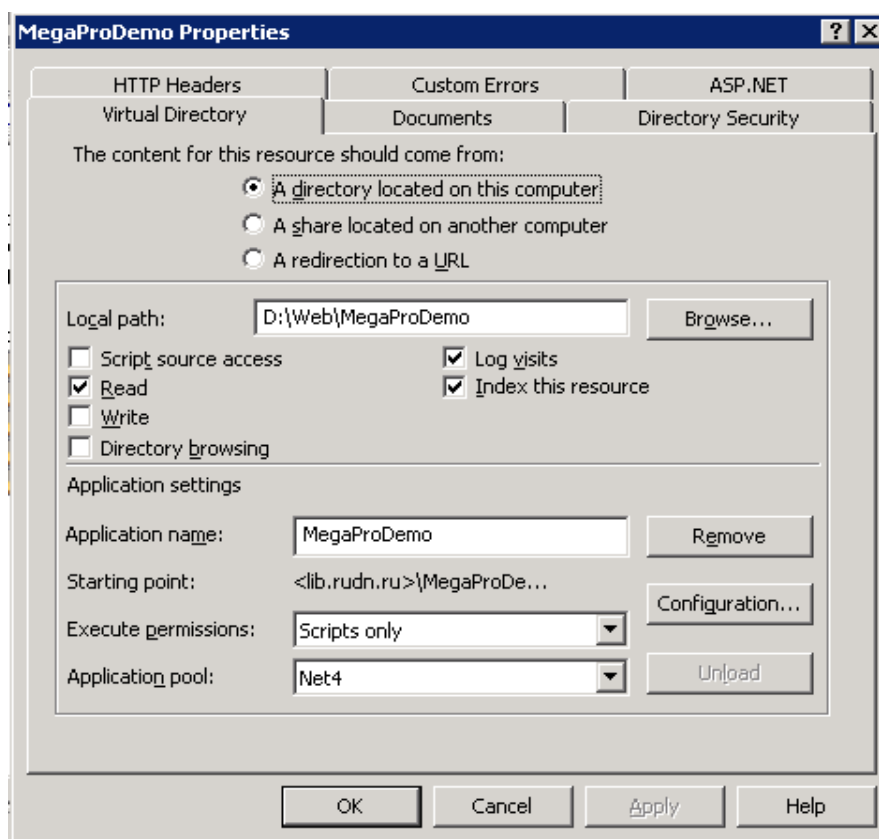 MegaProDemo Properties
HTTP Headers Custom Errors ASP.NET
Virtual Directory Documents Directory Security
The content for this resource should come from:
A directory located on this computer
A share located on another computer
A redirection to a URL
Local path: D:\Web\MegaProDemo Browse...
Script source access Log visits
Read Index this resource
Write
Directory browsing
Application settings
Application name: MegaProDemo Remove
Starting point: <lib.rudn.ru>\MegaProDe...
Configuration...
Execute permissions: Scripts only
Application pool: Net4 Unload
OK Cancel Apply Help